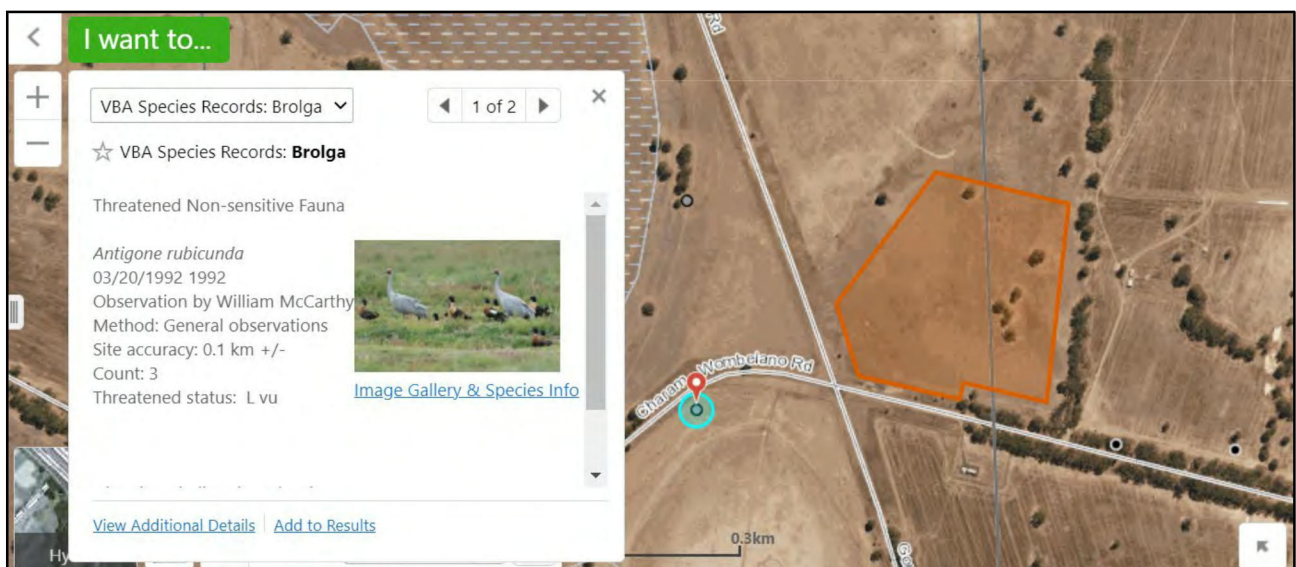 I want to...
VBA Species Records: Brolga
1 of 2
VBA Species Records: Brolga
Threatened Non-sensitive Fauna
Antigone rubicunda
03/20/1992 1992
Observation by William McCarthy
Method: General observations
Site accuracy: 0.1 km +/-
Count: 3
Threatened status: L vu
Image Gallery & Species Info
View Additional Details
Add to Results
Rd
Charam - Wombelano Rd
0.3km
Hy